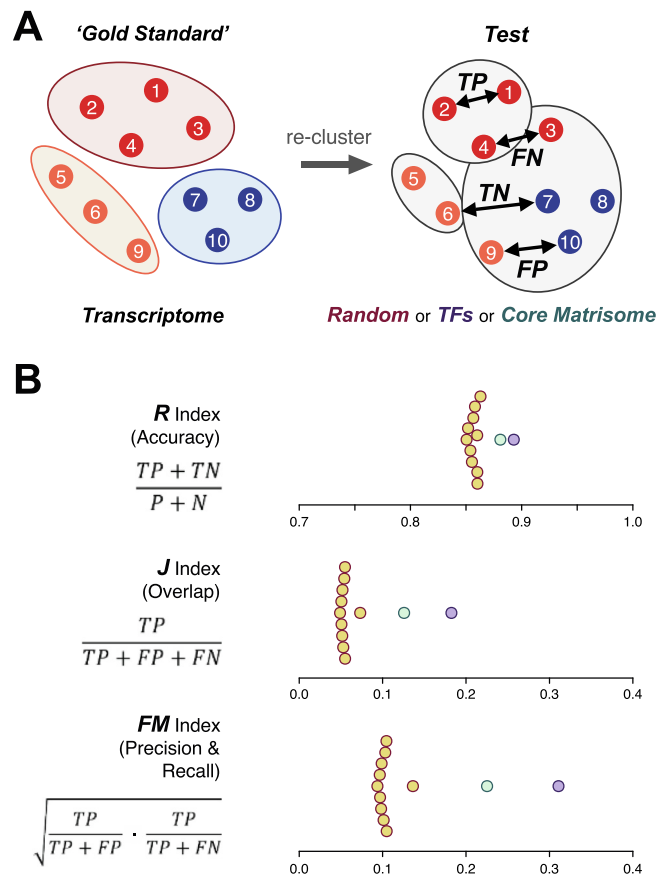 A
'Gold Standard'
Test
1
2
3
4
5
6
9
7
8
10
Transcriptome
re-cluster
TP
1
2
4
3
FN
5
6
TN
7
8
9
10
FP
Random or TFs or Core Matrisome
B
R Index
(Accuracy)
TP + TN
P + N
0.7 0.8 0.9 1.0
J Index
(Overlap)
TP
TP + FP + FN
0.0 0.1 0.2 0.3 0.4
FM Index
(Precision &
Recall)
√ TP / TP + FP · TP / TP + FN
0.0 0.1 0.2 0.3 0.4